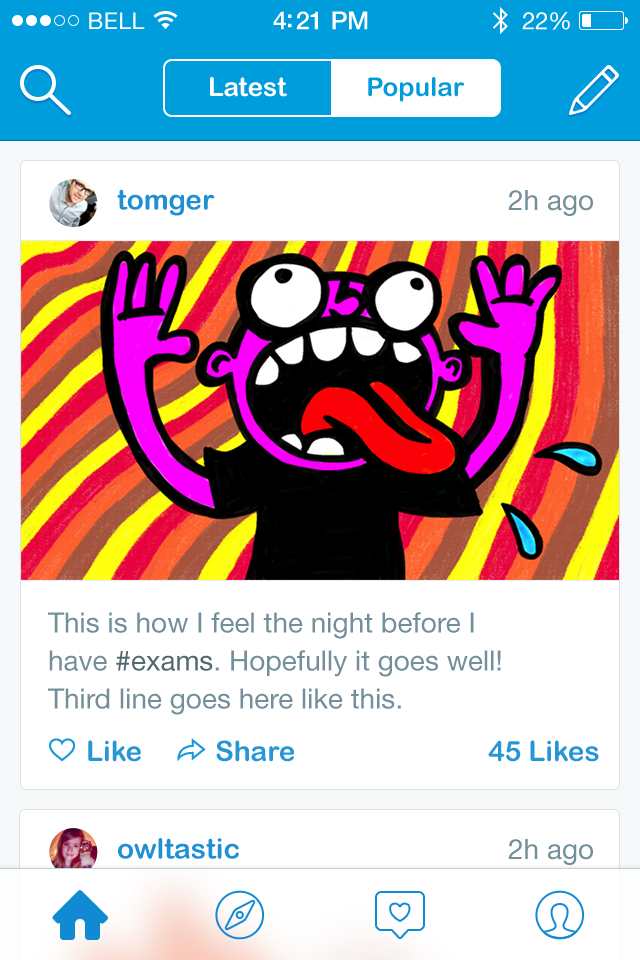 BELL 4:21 PM 22%
Latest Popular
tomger 2h ago
This is how I feel the night before I
have #exams. Hopefully it goes well!
Third line goes here like this.
Like Share 45 Likes
owltastic 2h ago